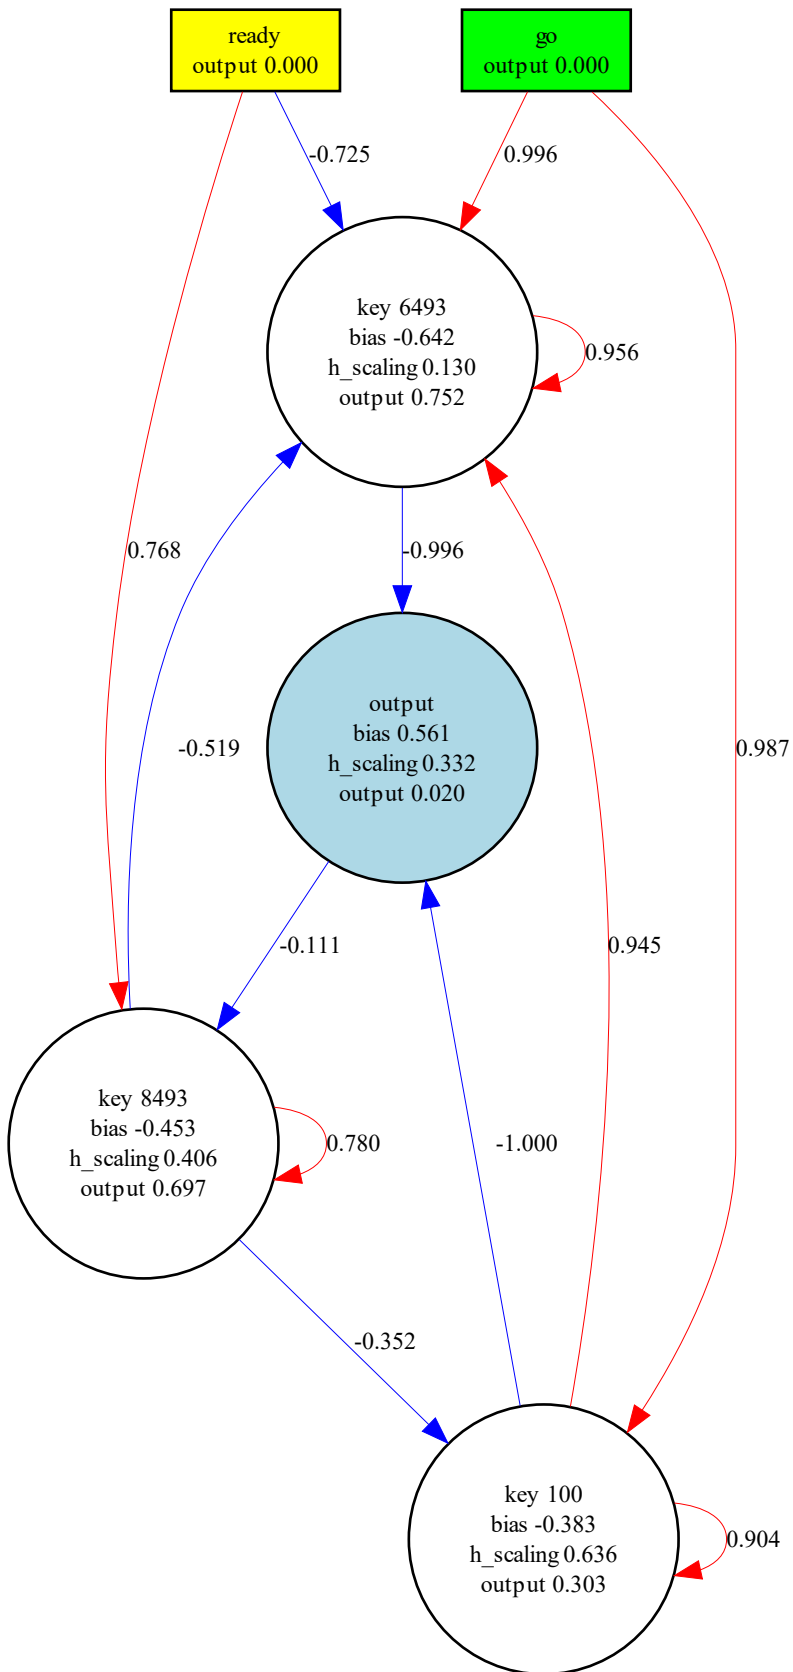 ready
output 0.000
go
output 0.000
-0.725
0.996
key 6493
bias -0.642
h_scaling 0.130
output 0.752
0.956
0.768
-0.996
output
bias 0.561
h_scaling 0.332
output 0.020
-0.519
0.987
-0.111
0.945
key 8493
bias -0.453
h_scaling 0.406
output 0.697
0.780
-1.000
-0.352
key 100
bias -0.383
h_scaling 0.636
output 0.303
0.904